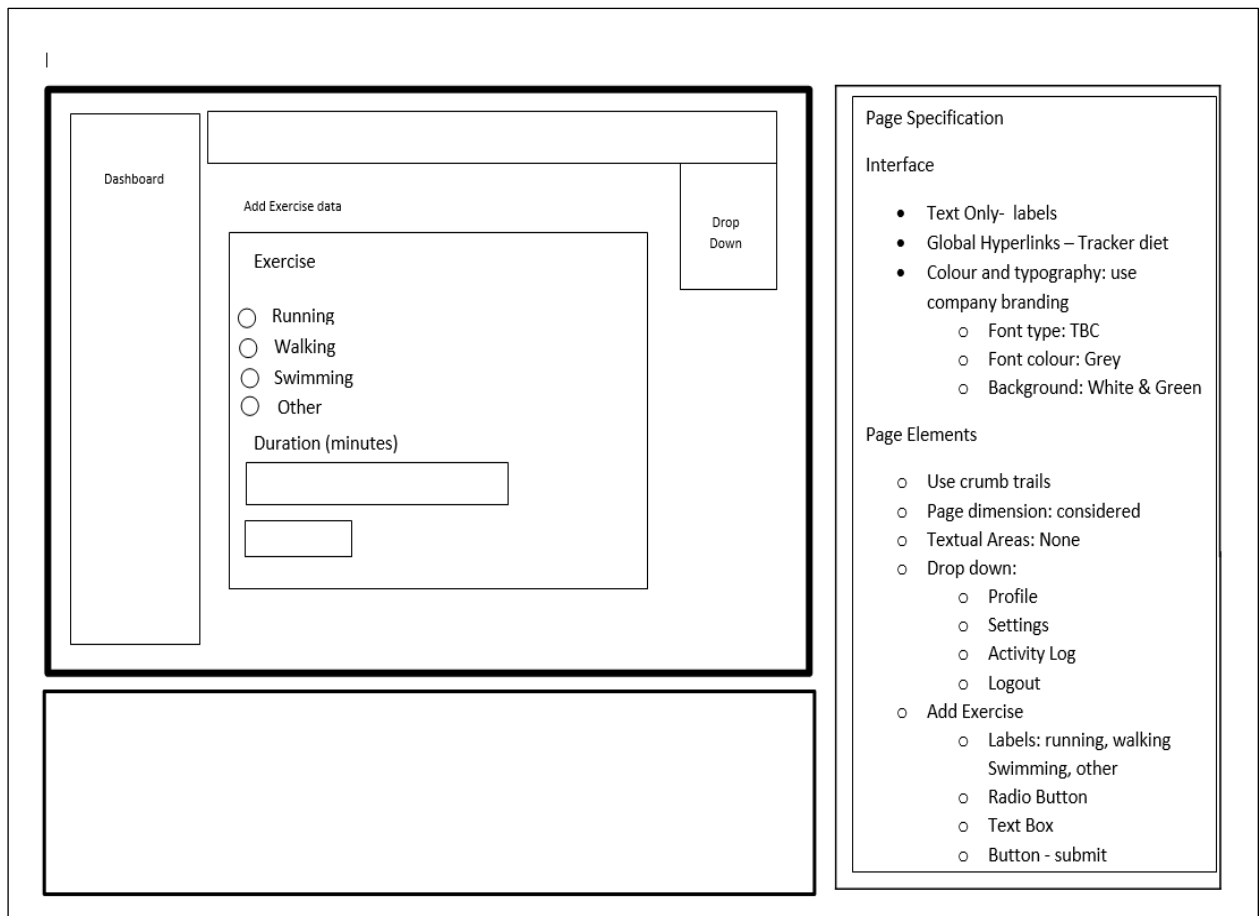 Dashboard
Add Exercise data
Drop
Down
Exercise
Running
Walking
Swimming
Other
Duration (minutes)
Page Specification
Interface
Text Only-  labels
Global Hyperlinks – Tracker diet
Colour and typography: use
company branding
Font type: TBC
Font colour: Grey
Background: White & Green
Page Elements
Use crumb trails
Page dimension: considered
Textual Areas: None
Drop down:
Profile
Settings
Activity Log
Logout
Add Exercise
Labels: running, walking
Swimming, other
Radio Button
Text Box
Button - submit